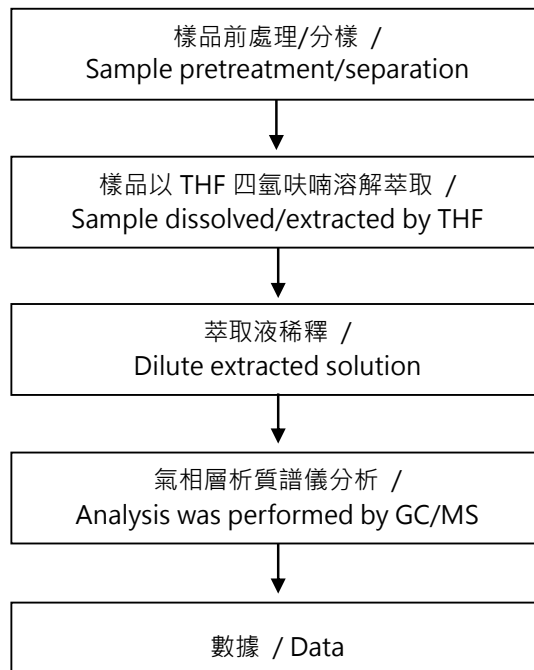 樣品前處理/分樣 /
Sample pretreatment/separation
樣品以 THF 四氫呋喃溶解萃取 /
Sample dissolved/extracted by THF
萃取液稀釋 /
Dilute extracted solution
氣相層析質譜儀分析 /
Analysis was performed by GC/MS
數據 / Data